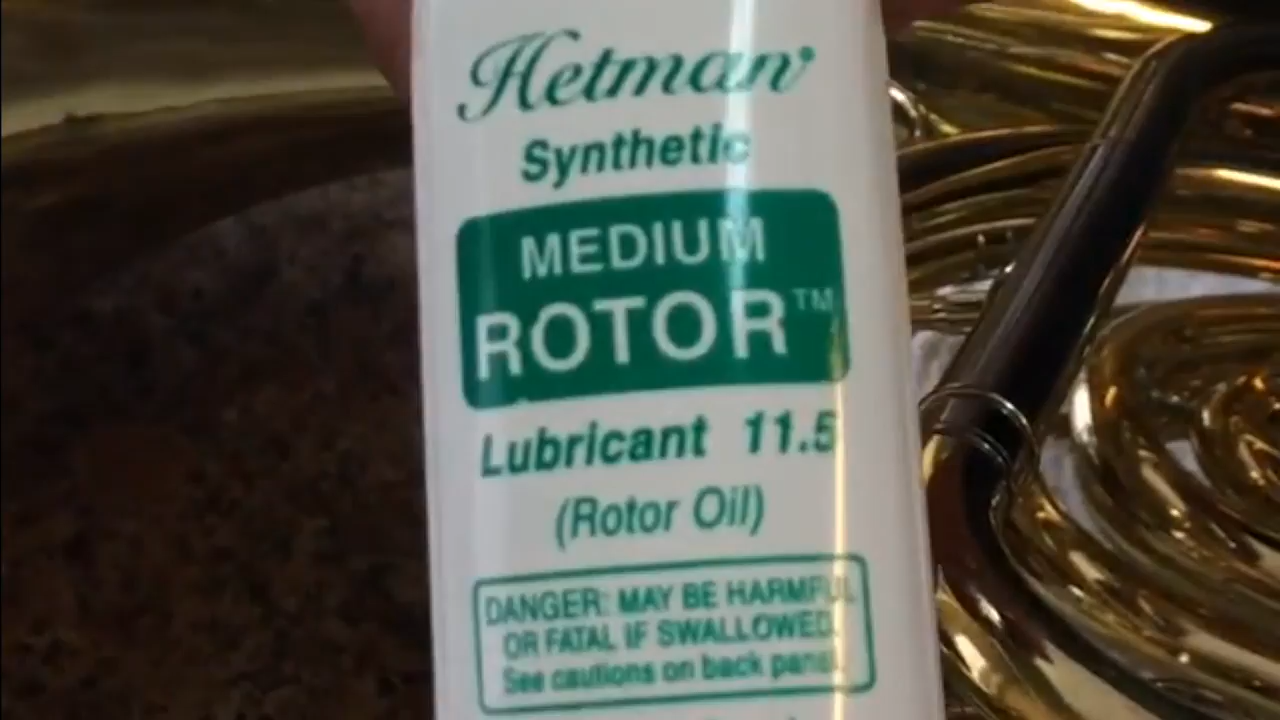 Hetman
Synthetic
MEDIUM
ROTOR™
Lubricant 11.5
(Rotor Oil)
DANGER: MAY BE HARMFUL
OR FATAL IF SWALLOWED.
See cautions on back panel.